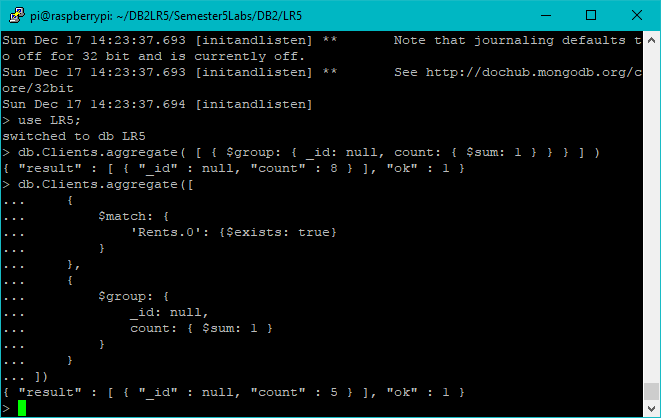 pi@raspberrypi: ~/DB2LR5/Semester5Labs/DB2/LR5
Sun Dec 17 14:23:37.693 [initandlisten] **       Note that journaling defaults t
o off for 32 bit and is currently off.
Sun Dec 17 14:23:37.693 [initandlisten] **       See http://dochub.mongodb.org/c
ore/32bit
Sun Dec 17 14:23:37.694 [initandlisten]
> use LR5;
switched to db LR5
> db.Clients.aggregate( [ { $group: { _id: null, count: { $sum: 1 } } } ] )
{ "result" : [ { "_id" : null, "count" : 8 } ], "ok" : 1 }
> db.Clients.aggregate([
...     {
...         $match: {
...             'Rents.0': {$exists: true}
...         }
...     },
...     {
...         $group: {
...             _id: null,
...             count: { $sum: 1 }
...         }
...     }
... ])
{ "result" : [ { "_id" : null, "count" : 5 } ], "ok" : 1 }
>